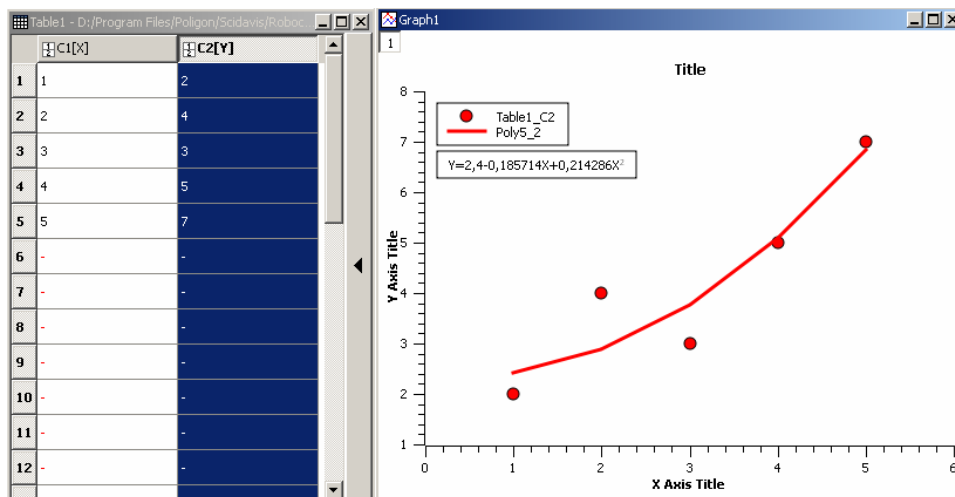 Table1 - D:/Program Files/Poligon/Scidavis/Roboc...
C1[X] C2[Y]
1 1 2
2 2 4
3 3 3
4 4 5
5 5 7
6 - -
7 - -
8 - -
9 - -
10 - -
11 - -
12 - -
Graph1
1
Title
Table1_C2
Poly5_2
Y=2,4-0,185714X+0,214286X²
8
7
6
5
4
3
2
1
Y Axis Title
0 1 2 3 4 5 6
X Axis Title